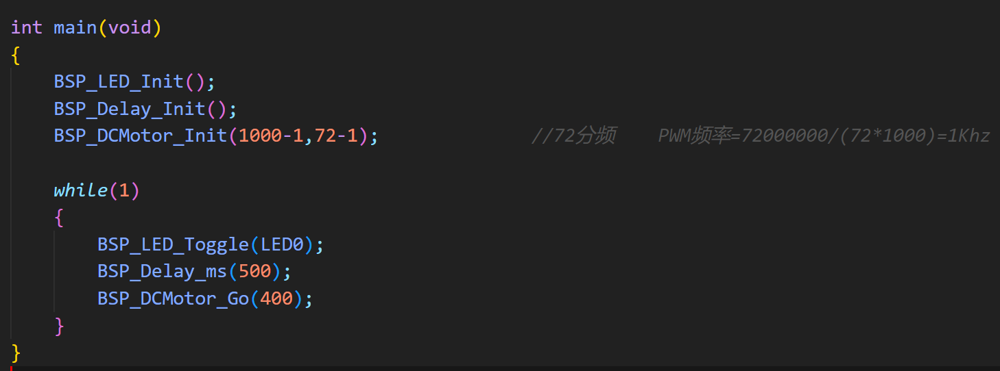 int main(void)
{
BSP_LED_Init();
BSP_Delay_Init();
BSP_DCMotor_Init(1000-1,72-1); //72分频 PWM频率=72000000/(72*1000)=1Khz
while(1)
{
BSP_LED_Toggle(LED0);
BSP_Delay_ms(500);
BSP_DCMotor_Go(400);
}
}